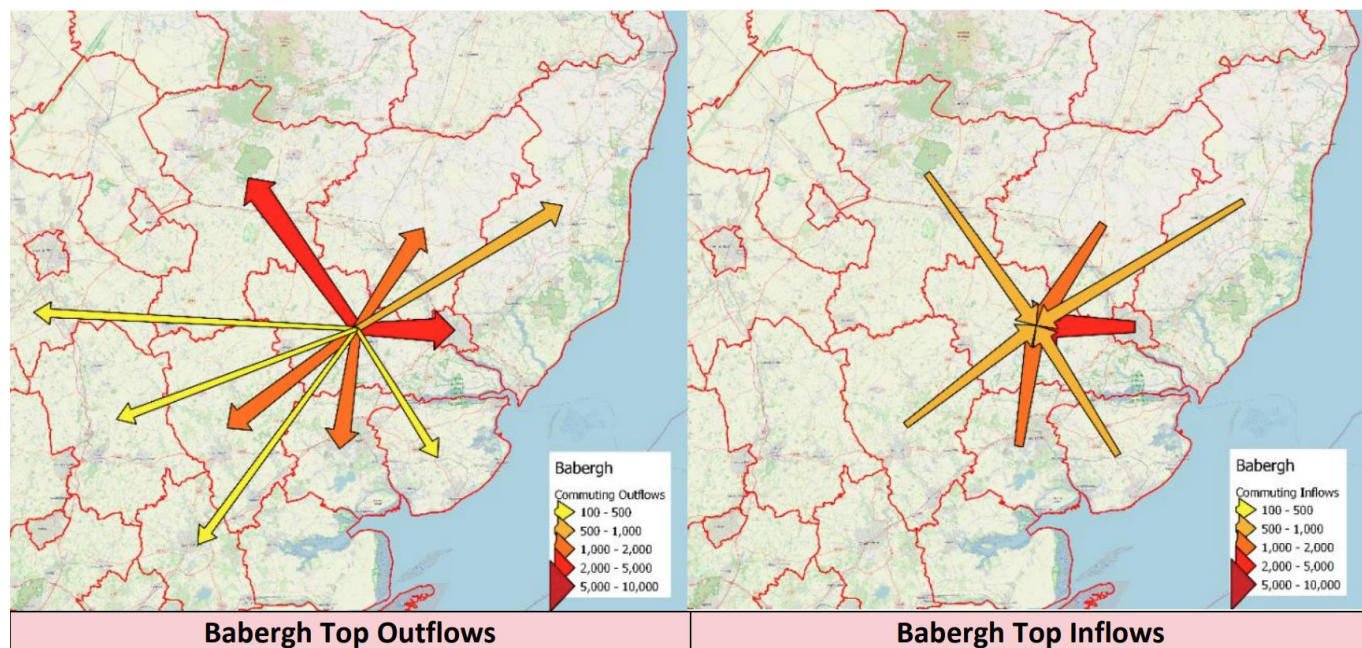 Babergh
Commuting Outflows
100 - 500
500 - 1,000
1,000 - 2,000
2,000 - 5,000
5,000 - 10,000
Babergh
Commuting Inflows
100 - 500
500 - 1,000
1,000 - 2,000
2,000 - 5,000
5,000 - 10,000
Babergh Top Outflows
Babergh Top Inflows